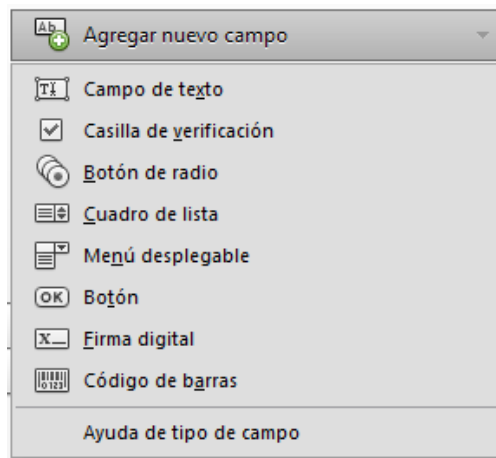 Agregar nuevo campo
Campo de texto
Casilla de verificación
Botón de radio
Cuadro de lista
Menú desplegable
OK Botón
X Firma digital
Código de barras
Ayuda de tipo de campo